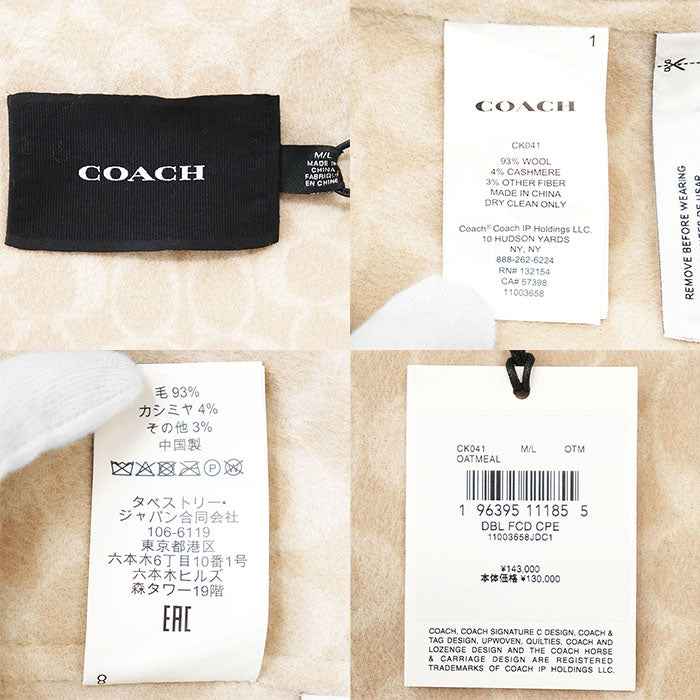 COACH
M/L
MADE IN
CHINA
FABRIQUÉ
EN CHINE
1
COACH
CK041
93% WOOL
4% CASHMERE
3% OTHER FIBER
MADE IN CHINA
DRY CLEAN ONLY
Coach® Coach IP Holdings LLC.
10 HUDSON YARDS
NY, NY
888-262-6224
RN# 132154
CA# 57398
11003658
REMOVE BEFORE WEARING
毛 93%
カシミヤ 4%
その他 3%
中国製
P
タペストリー・
ジャパン合同会社
106-6119
東京都港区
六本木6丁目10番1号
六本木ヒルズ
森タワー19階
EAC
8
CK041 M/L OTM
OATMEAL
1 96395 11185 5
DBL FCD CPE
11003658JDC1
¥143,000
本体価格 ¥130,000
COACH, COACH SIGNATURE C DESIGN, COACH &
TAG DESIGN, UPWOVEN, QUILTIES, COACH AND
LOZENGE DESIGN AND THE COACH HORSE
& CARRIAGE DESIGN ARE REGISTERED
TRADEMARKS OF COACH IP HOLDINGS LLC.